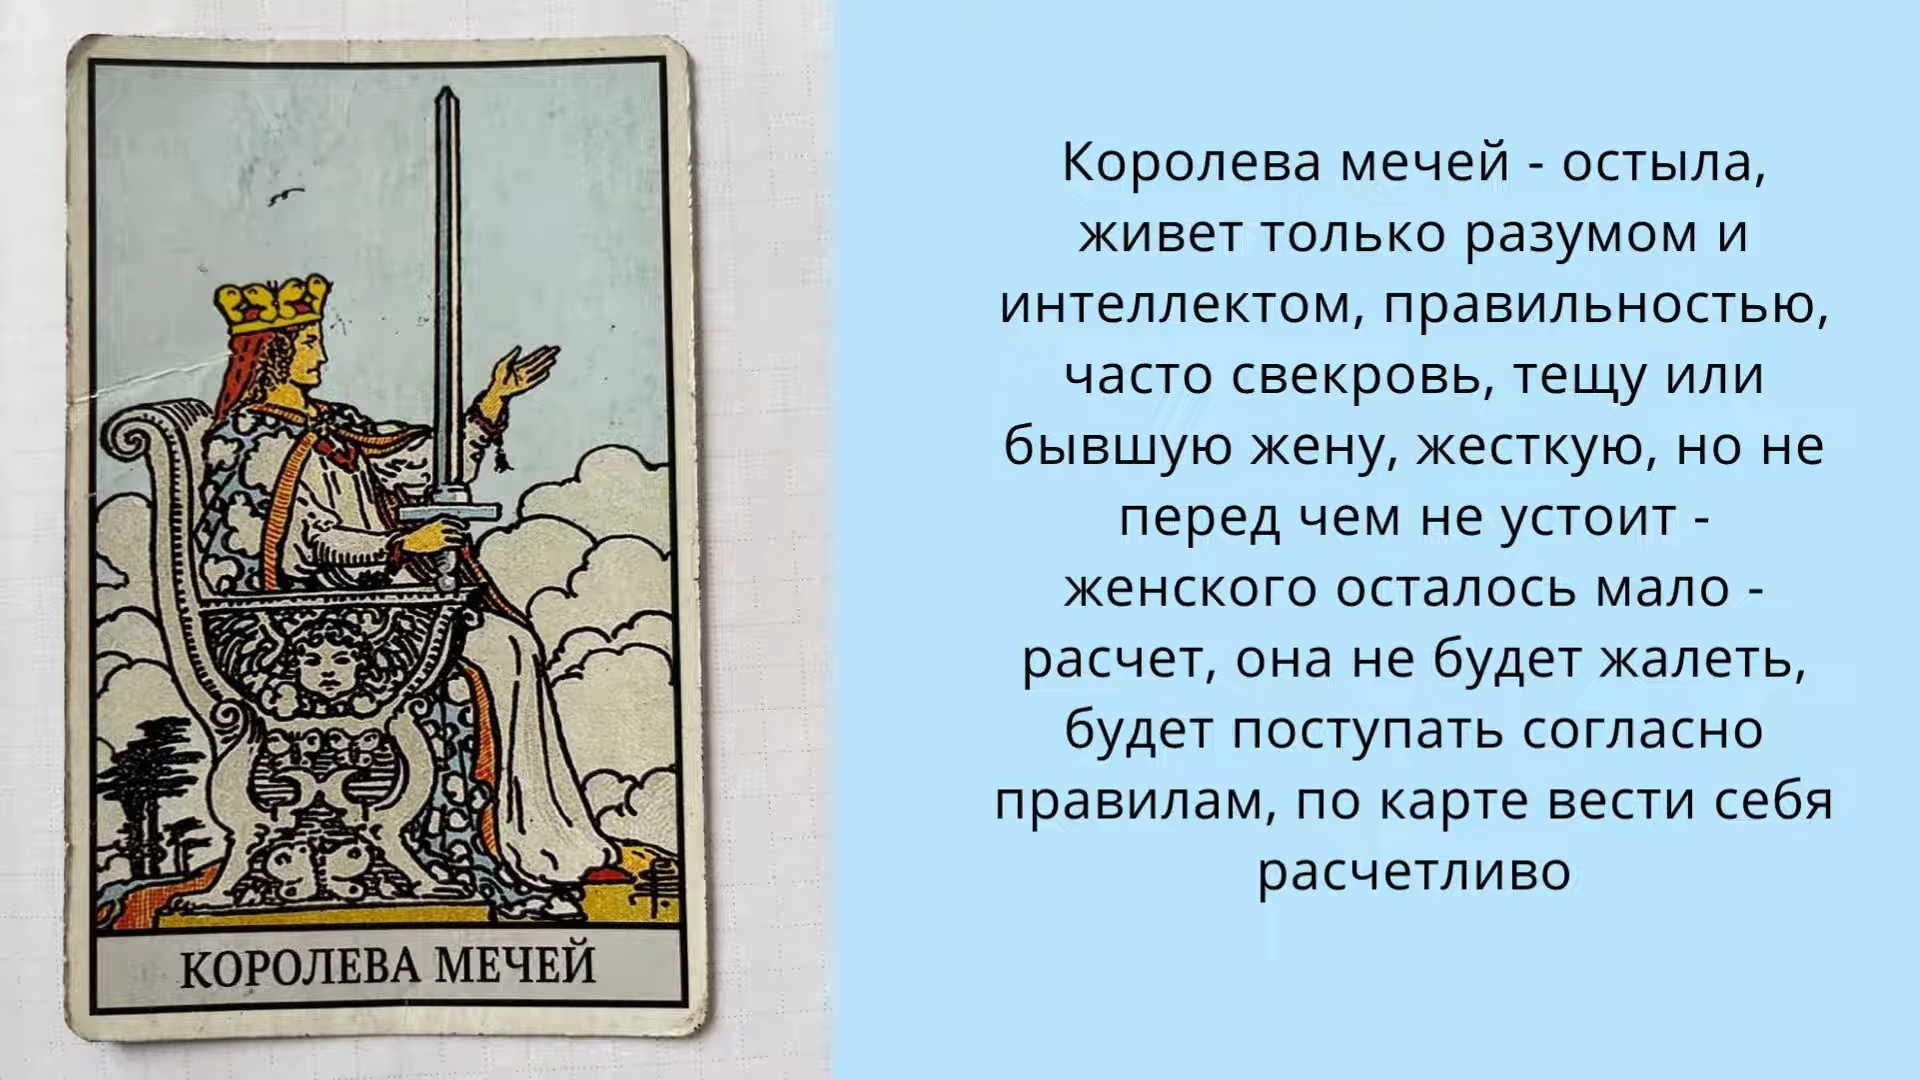 КОРОЛЕВА МЕЧЕЙ
Королева мечей - остыла,
живет только разумом и
интеллектом, правильностью,
часто свекровь, тещу или
бывшую жену, жесткую, но не
перед чем не устоит -
женского осталось мало -
расчет, она не будет жалеть,
будет поступать согласно
правилам, по карте вести себя
расчетливо